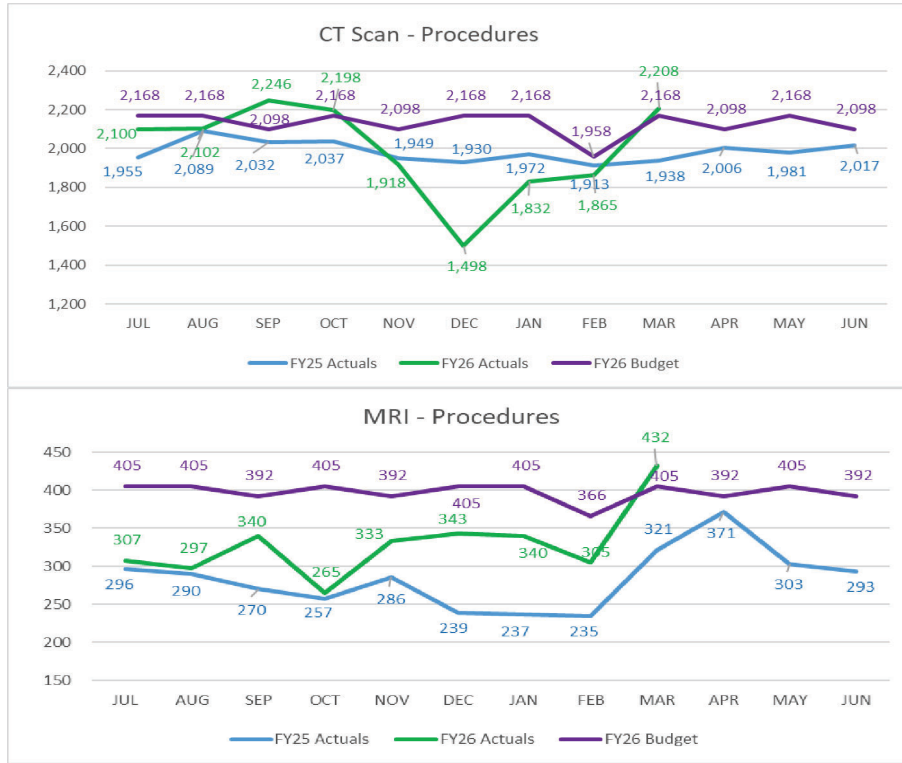 CT Scan - Procedures
2,400
2,200
2,000
1,800
1,600
1,400
1,200
2,168 2,168 2,098 2,168 2,098 2,168 2,168 1,958 2,168 2,098 2,168 2,098
2,100 2,102 2,246 2,198 1,918 1,498 1,832 1,865 2,208
1,955 2,089 2,032 2,037 1,949 1,930 1,972 1,913 1,938 2,006 1,981 2,017
JUL AUG SEP OCT NOV DEC JAN FEB MAR APR MAY JUN
FY25 Actuals FY26 Actuals FY26 Budget
MRI - Procedures
450
400
350
300
250
200
150
405 405 392 405 392 405 405 366 405 392 405 392
307 297 340 265 333 343 340 305 432
296 290 270 257 286 239 237 235 321 371 303 293
JUL AUG SEP OCT NOV DEC JAN FEB MAR APR MAY JUN
FY25 Actuals FY26 Actuals FY26 Budget